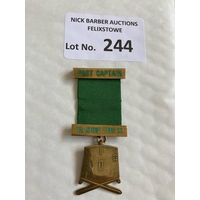 NICK BARBER AUCTIONS
FELIXSTOWE
Lot No. 244
PAST CAPTAIN